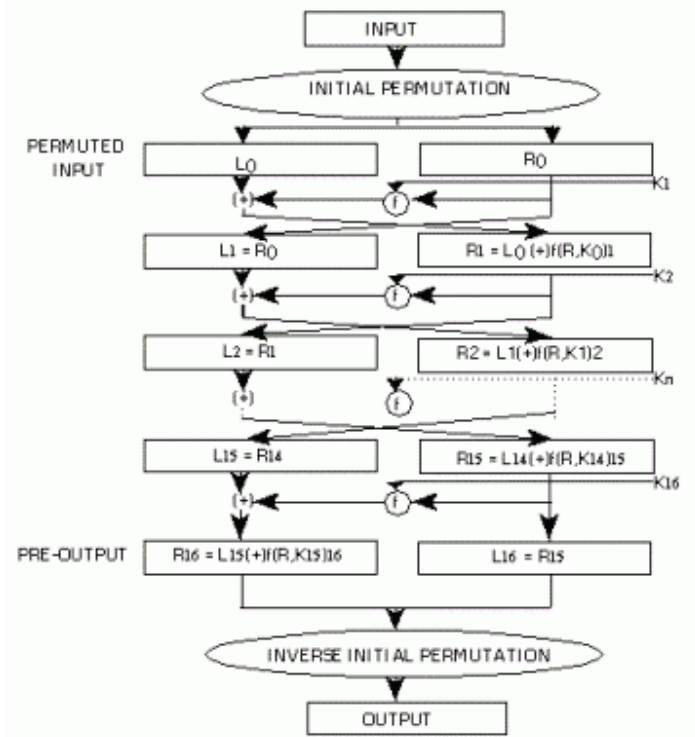 INPUT
INITIAL PERMUTATION
PERMUTED
INPUT
L0
R0
K1
(+)
f
L1 = R0
R1 = L0 (+)f(R,K0)1
K2
(+)
f
L2 = R1
R2 = L1(+)f(R,K1)2
Kn
(+)
f
L15 = R14
R15 = L14(+)f(R,K14)15
K16
(+)
f
PRE-OUTPUT
R16 = L15(+)f(R,K15)16
L16 = R15
INVERSE INITIAL PERMUTATION
OUTPUT